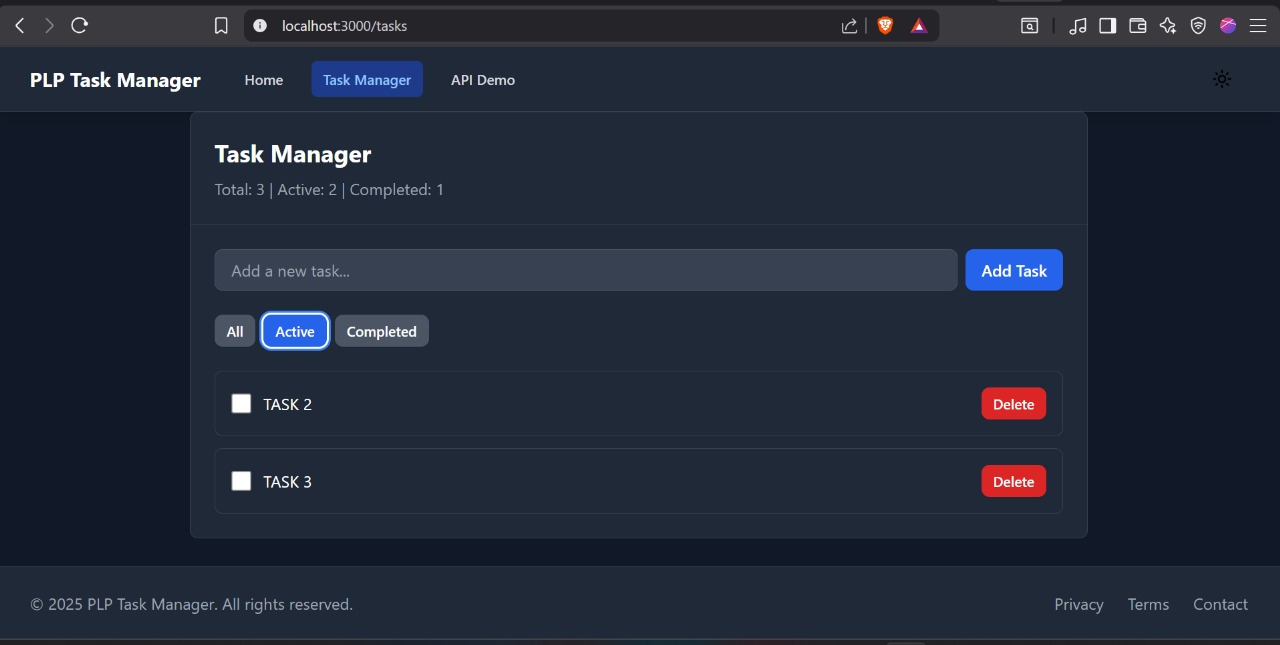 localhost:3000/tasks
PLP Task Manager Home Task Manager API Demo
Task Manager
Total: 3 | Active: 2 | Completed: 1
Add a new task... Add Task
All Active Completed
TASK 2 Delete
TASK 3 Delete
© 2025 PLP Task Manager. All rights reserved. Privacy Terms Contact